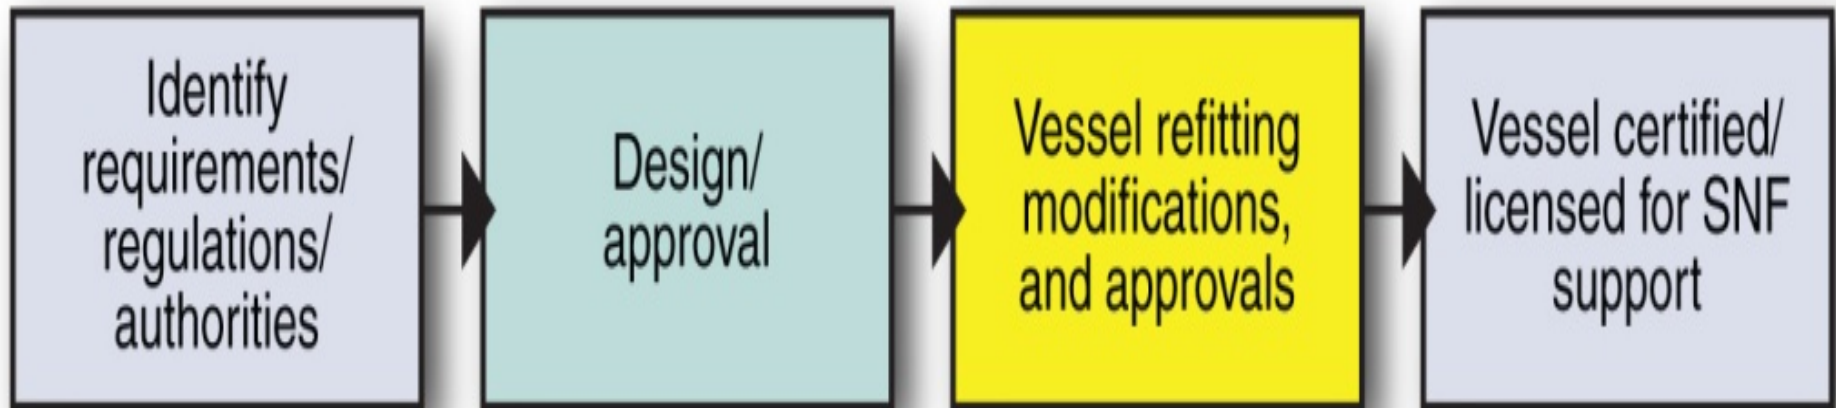 Identify
requirements/
regulations/
authorities
Design/
approval
Vessel refitting
modifications,
and approvals
Vessel certified/
licensed for SNF
support